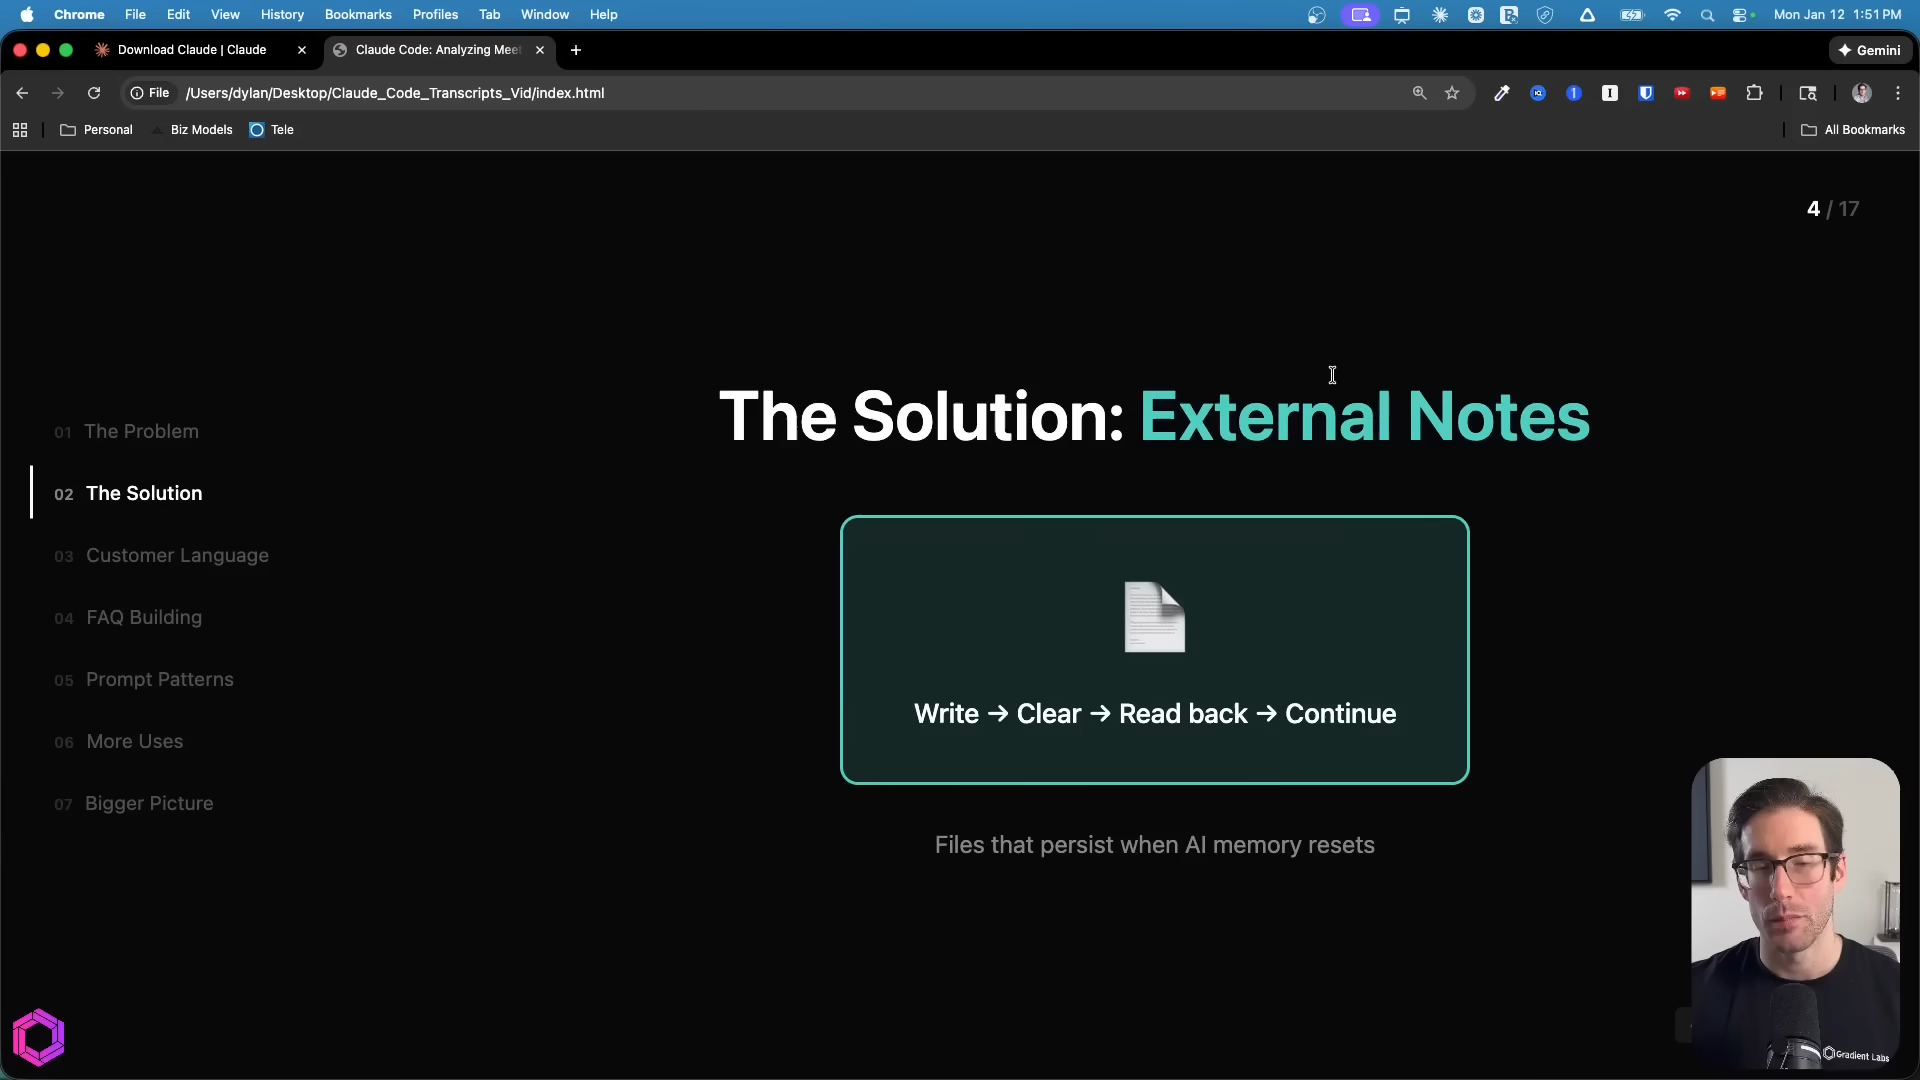 Chrome File Edit View History Bookmarks Profiles Tab Window Help
Mon Jan 12 1:51 PM
Download Claude | Claude
Claude Code: Analyzing Mee
Gemini
File /Users/dylan/Desktop/Claude_Code_Transcripts_Vid/index.html
Personal
Biz Models
Tele
All Bookmarks
4 / 17
01 The Problem
02 The Solution
03 Customer Language
04 FAQ Building
05 Prompt Patterns
06 More Uses
07 Bigger Picture
The Solution: External Notes
Write → Clear → Read back → Continue
Files that persist when AI memory resets
Gradient Labs